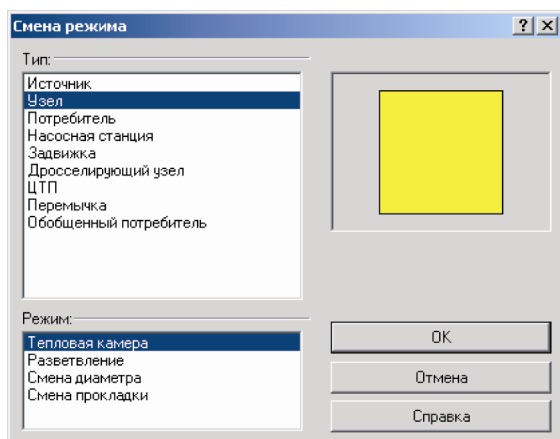 Смена режима
Тип:
Источник
Узел
Потребитель
Насосная станция
Задвижка
Дросселирующий узел
ЦТП
Перемычка
Обобщенный потребитель
Режим:
Тепловая камера
Разветвление
Смена диаметра
Смена прокладки
OK
Отмена
Справка